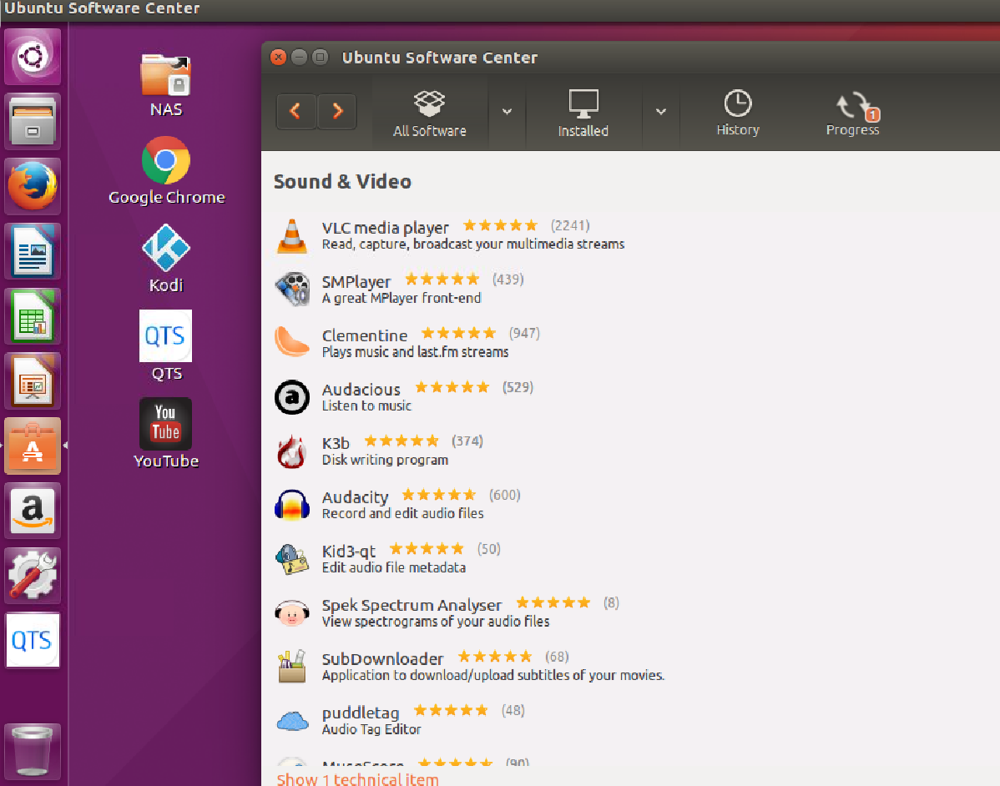 Ubuntu Software Center
NAS
Google Chrome
Kodi
QTS
QTS
You
Tube
YouTube
QTS
Ubuntu Software Center
All Software
Installed
History
Progress
1
Sound & Video
VLC media player (2241)
Read, capture, broadcast your multimedia streams
SMPlayer (439)
A great MPlayer front-end
Clementine (947)
Plays music and last.fm streams
Audacious (529)
Listen to music
K3b (374)
Disk writing program
Audacity (600)
Record and edit audio files
Kid3-qt (50)
Edit audio file metadata
Spek Spectrum Analyser (8)
View spectrograms of your audio files
SubDownloader (68)
Application to download/upload subtitles of your movies.
puddletag (48)
Audio Tag Editor
MuseScore (90)
Show 1 technical item